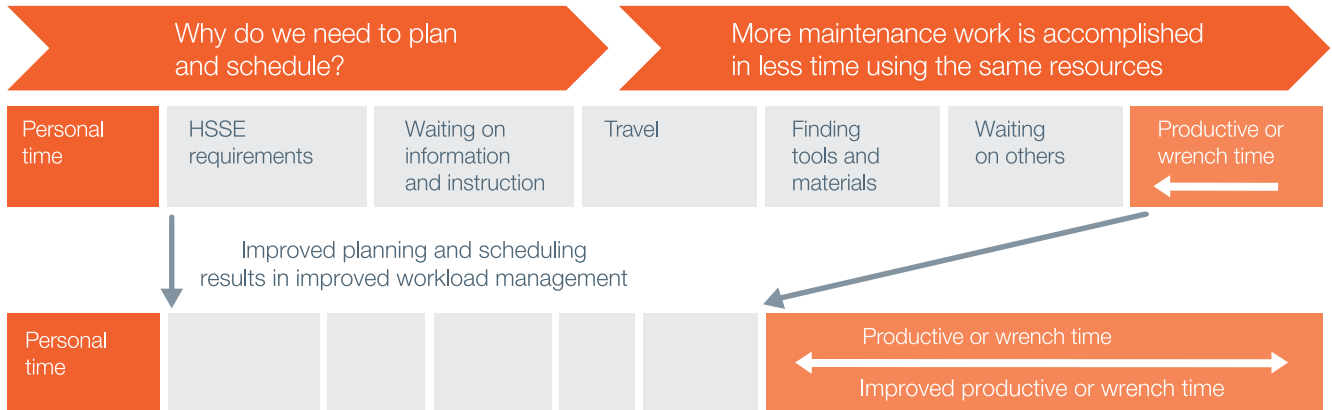 Why do we need to plan
and schedule?
More maintenance work is accomplished
in less time using the same resources
Personal
time
HSSE
requirements
Waiting on
information
and instruction
Travel
Finding
tools and
materials
Waiting
on others
Productive or
wrench time
Improved planning and scheduling
results in improved workload management
Personal
time
Productive or wrench time
Improved productive or wrench time